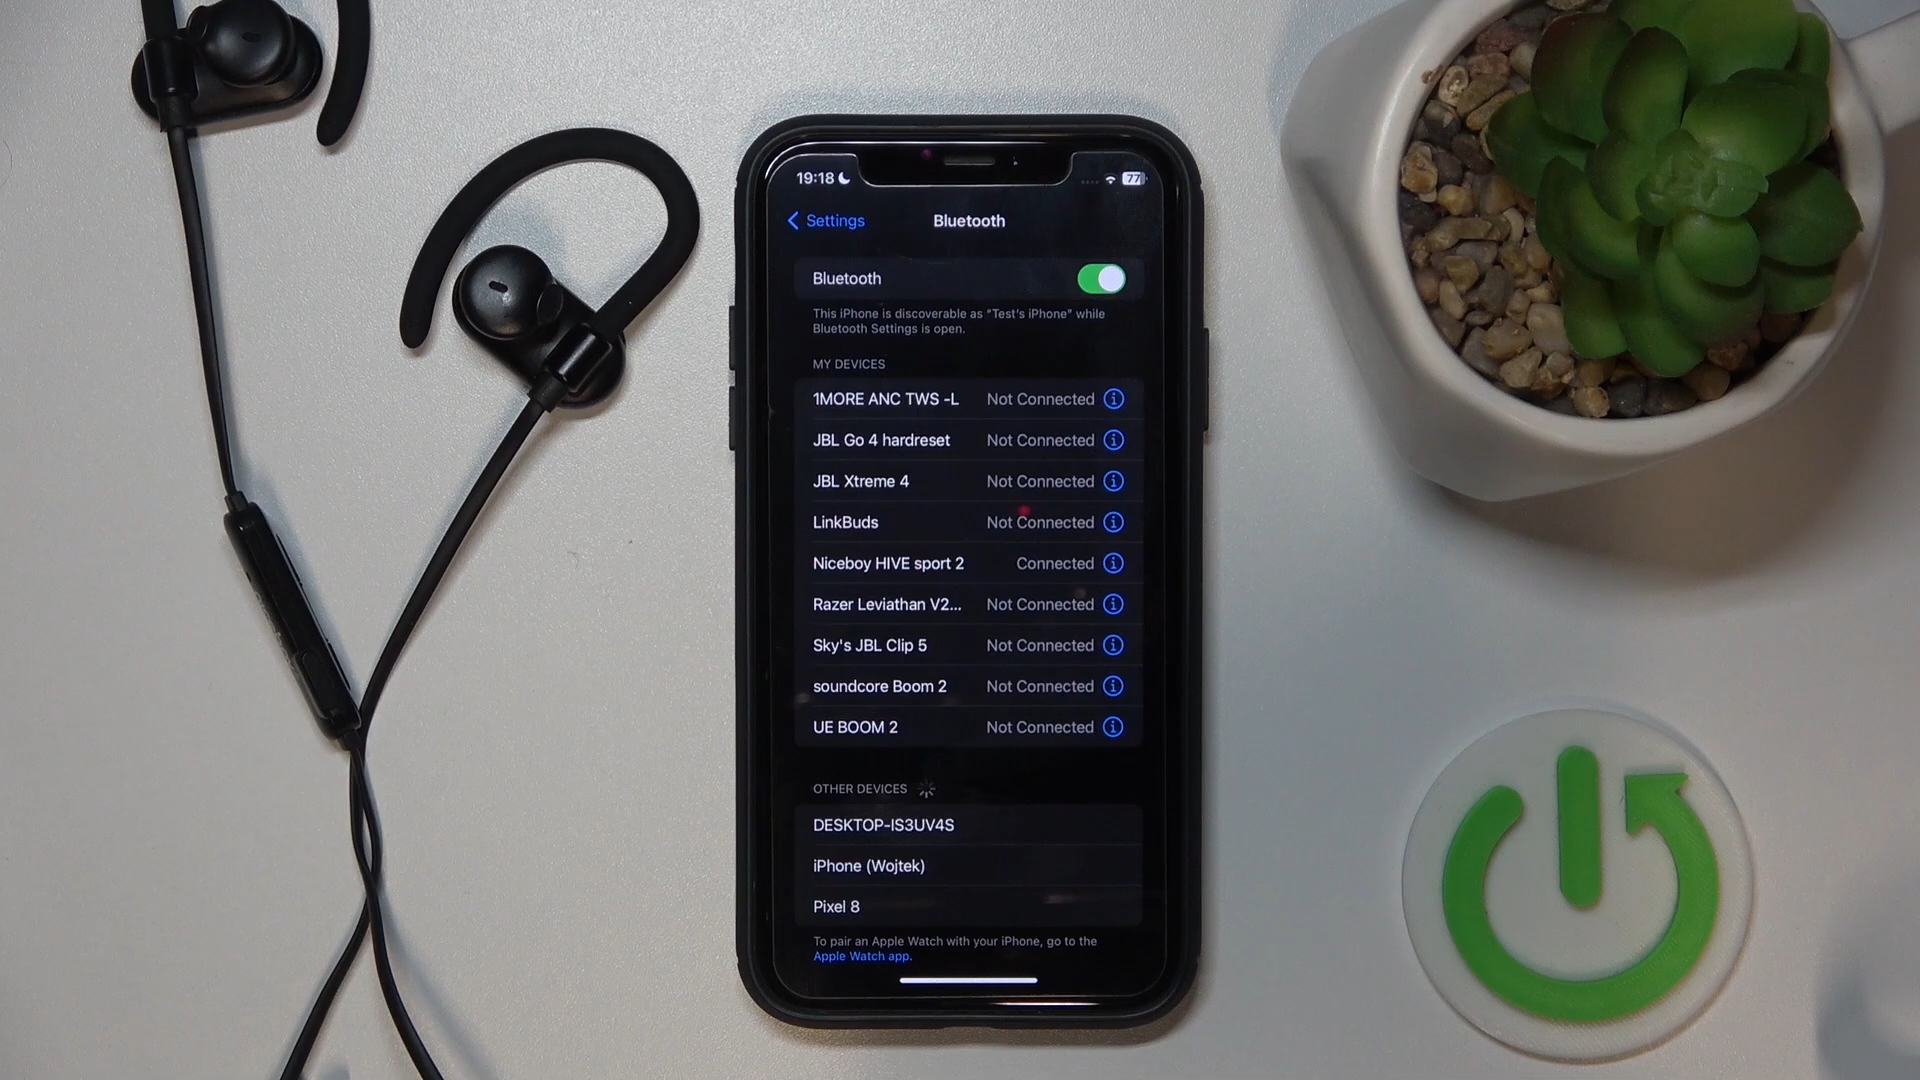 19:18
77
Settings
Bluetooth
Bluetooth
This iPhone is discoverable as “Test's iPhone” while
Bluetooth Settings is open.
MY DEVICES
1MORE ANC TWS -L Not Connected
JBL Go 4 hardreset Not Connected
JBL Xtreme 4 Not Connected
LinkBuds Not Connected
Niceboy HIVE sport 2 Connected
Razer Leviathan V2... Not Connected
Sky's JBL Clip 5 Not Connected
soundcore Boom 2 Not Connected
UE BOOM 2 Not Connected
OTHER DEVICES
DESKTOP-IS3UV4S
iPhone (Wojtek)
Pixel 8
To pair an Apple Watch with your iPhone, go to the
Apple Watch app.